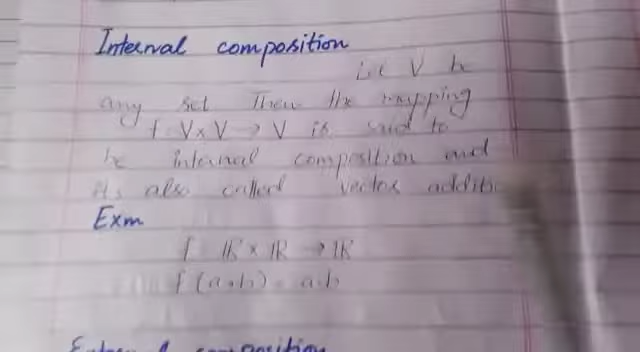 Internal composition
let V be
any set Then the mapping
f V×V → V is said to
be internal composition and
its also called vector additi
Exm
f IR × IR → IR
composition